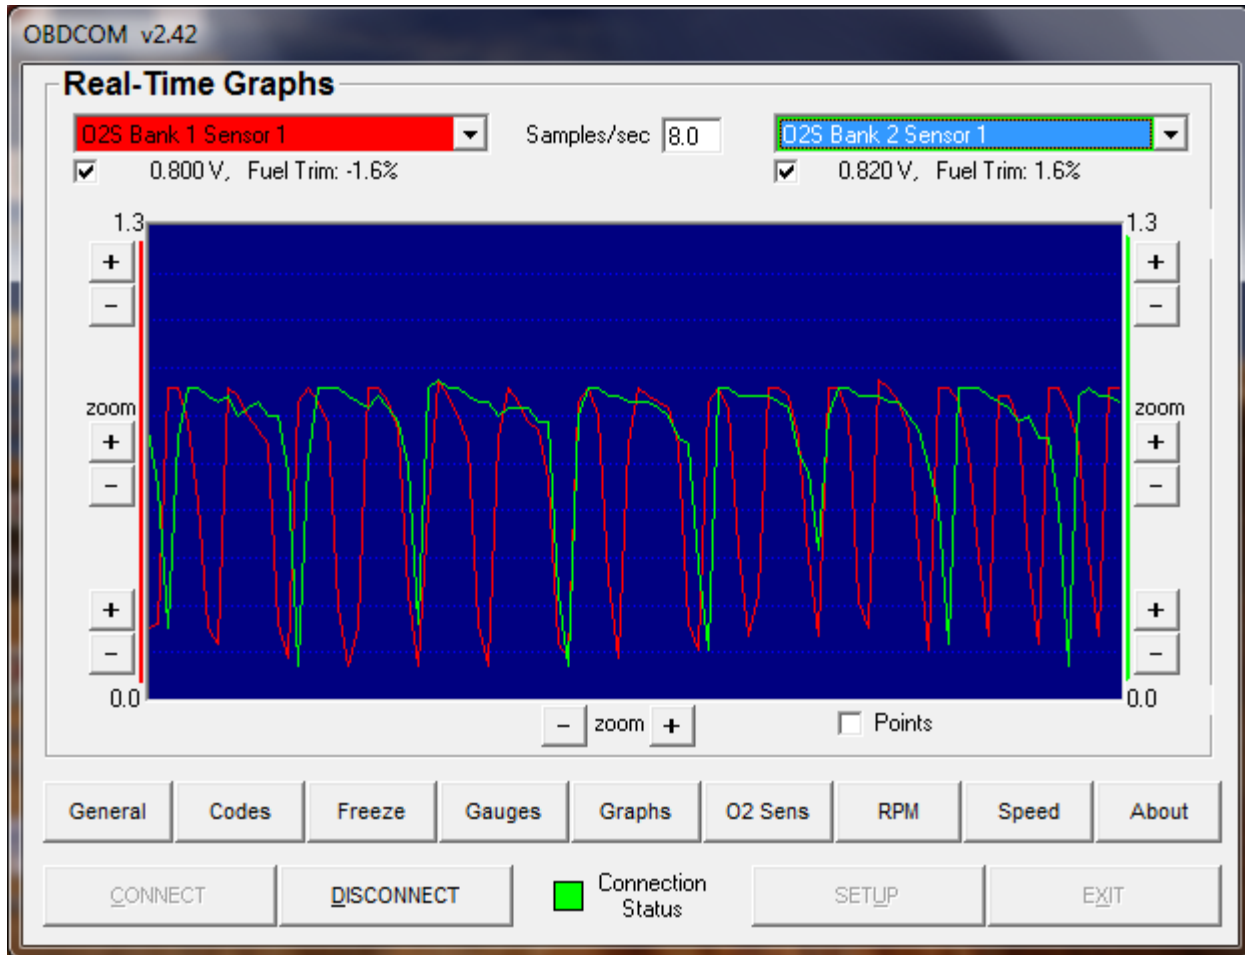 OBDCOM v2.42
Real-Time Graphs
O2S Bank 1 Sensor 1
Samples/sec 8.0
O2S Bank 2 Sensor 1
0.800 V, Fuel Trim: -1.6%
0.820 V, Fuel Trim: 1.6%
1.3
1.3
+
+
-
-
zoom
zoom
+
+
-
-
+
+
-
-
0.0
0.0
- zoom +
Points
General Codes Freeze Gauges Graphs O2 Sens RPM Speed About
CONNECT DISCONNECT Connection Status SETUP EXIT